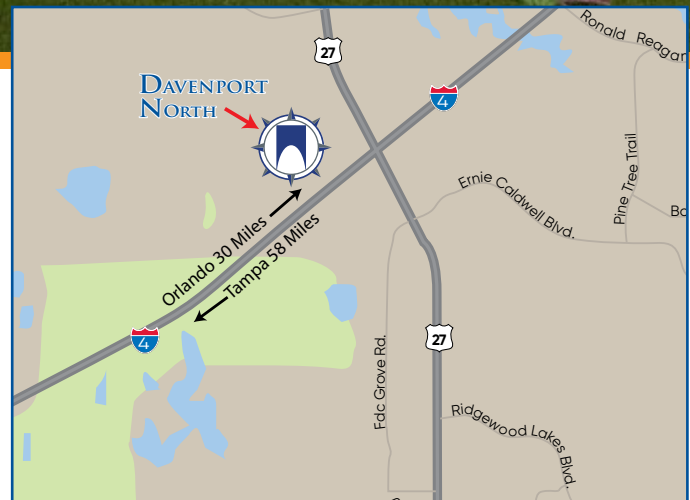 Ronald Reagan
27
4
DAVENPORT
NORTH
Pine Tree Trail
Ernie Caldwell Blvd.
Orlando 30 Miles
Tampa 58 Miles
4
27
Fdc Grove Rd.
Ridgewood Lakes Blvd.